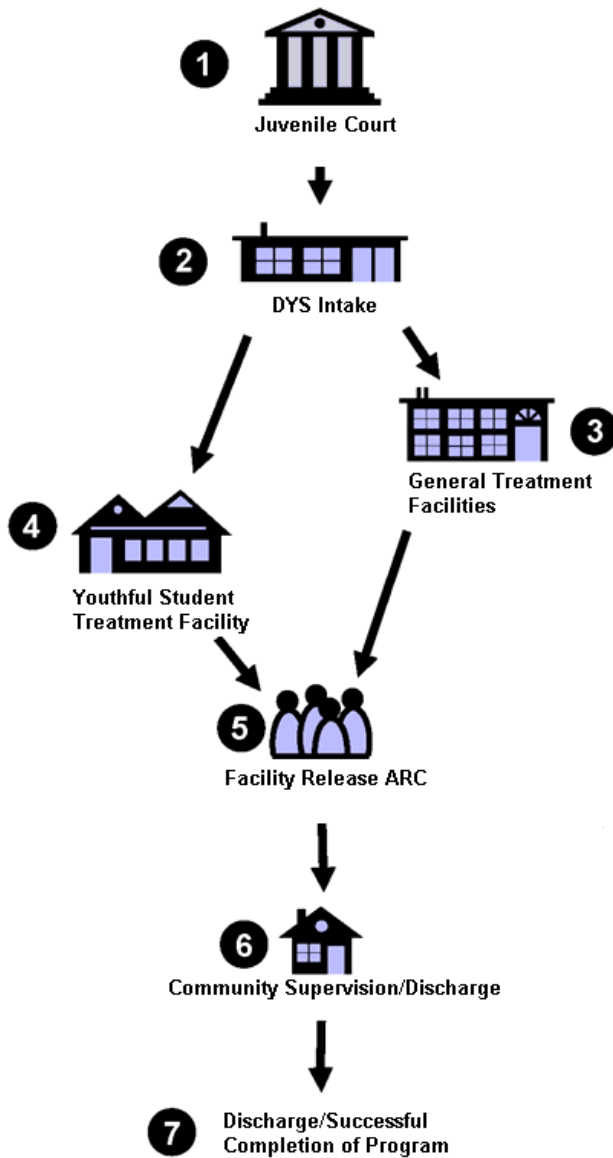 1
Juvenile Court
2
DYS Intake
3
General Treatment
Facilities
4
Youthful Student
Treatment Facility
5
Facility Release ARC
6
Community Supervision/Discharge
7
Discharge/Successful
Completion of Program